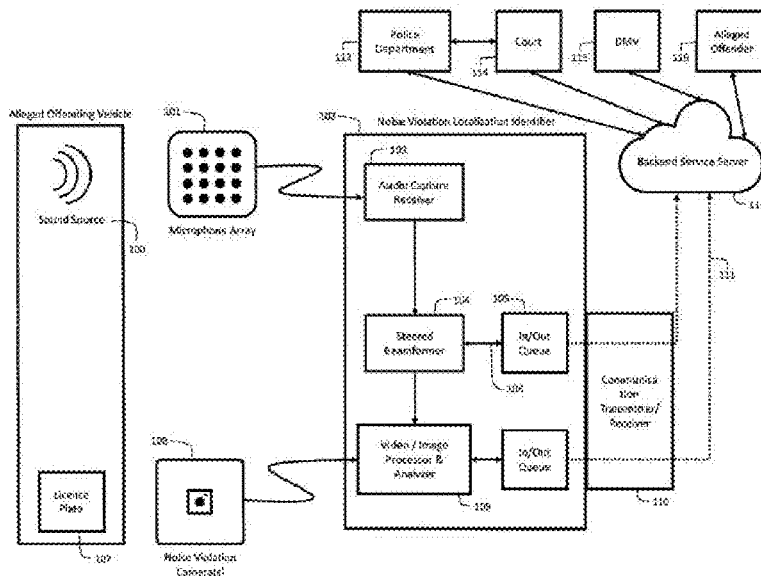 Police
Department
Court
DMV
Alleged
Offender
113
114
115
116
Alleged Offending Vehicle
101
102
Noise Violation Localization Identifier
103
Backend Service Server
Audio Capture
Receiver
Sound Source
Microphone Array
100
111
104
105
Steered
Beamformer
In/Out
Queue
106
Communica
tion
Transmitter/
Receiver
108
Video / Image
Processor &
Analyzer
In/Out
Queue
License
Plate
109
110
107
Noise Violation
Camera(s)